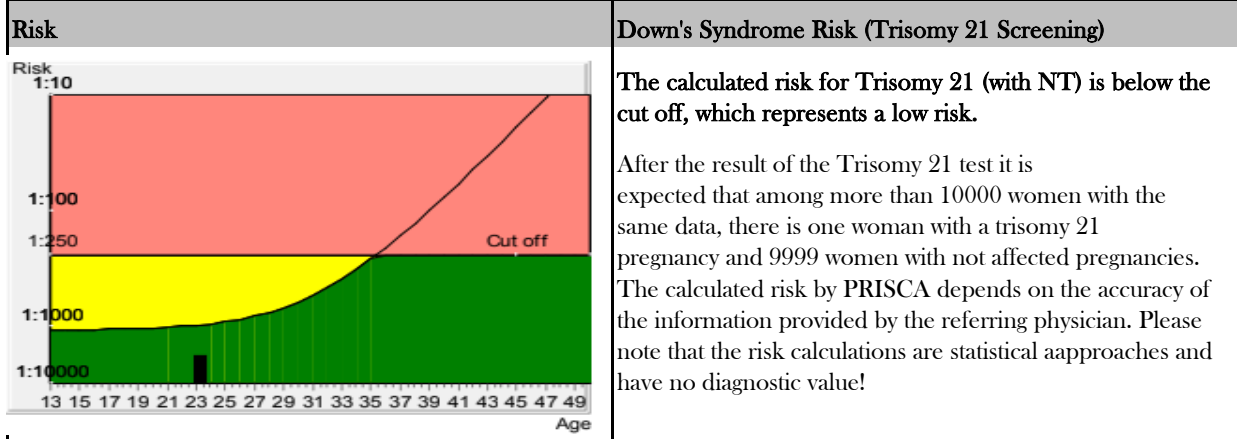 Risk
Down's Syndrome Risk (Trisomy 21 Screening)
Risk
1:10
1:100
1:250
Cut off
1:1000
1:10000
13 15 17 19 21 23 25 27 29 31 33 35 37 39 41 43 45 47 49
Age
The calculated risk for Trisomy 21 (with NT) is below the
cut off, which represents a low risk.
After the result of the Trisomy 21 test it is
expected that among more than 10000 women with the
same data, there is one woman with a trisomy 21
pregnancy and 9999 women with not affected pregnancies.
The calculated risk by PRISCA depends on the accuracy of
the information provided by the referring physician. Please
note that the risk calculations are statistical aapproaches and
have no diagnostic value!